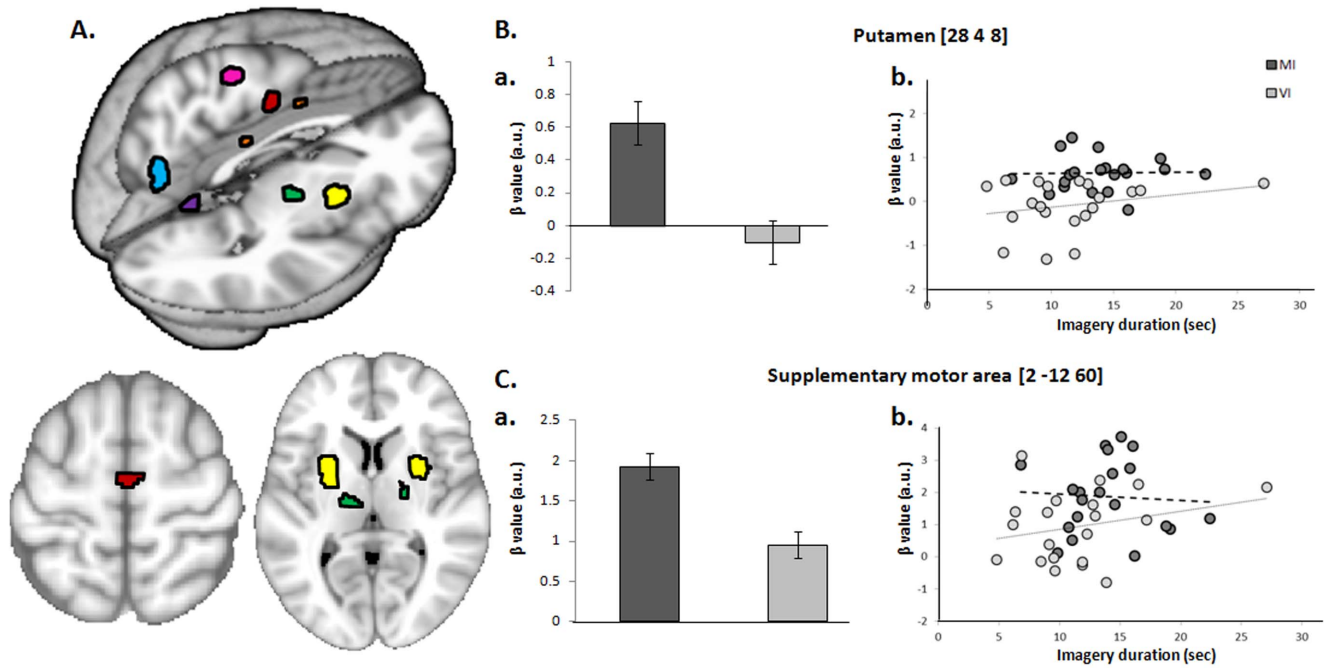 A.
B.
Putamen [28 4 8]
a.
β value (a.u.)
1
0.8
0.6
0.4
0.2
0
-0.2
-0.4
b.
MI
VI
β value (a.u.)
2
1
0
-1
-2
0
5
10
15
20
25
30
Imagery duration (sec)
C.
Supplementary motor area [2 -12 60]
a.
β value (a.u.)
2.5
2
1.5
1
0.5
0
b.
β value (a.u.)
4
3
2
1
0
-1
-2
0
5
10
15
20
25
30
Imagery duration (sec)